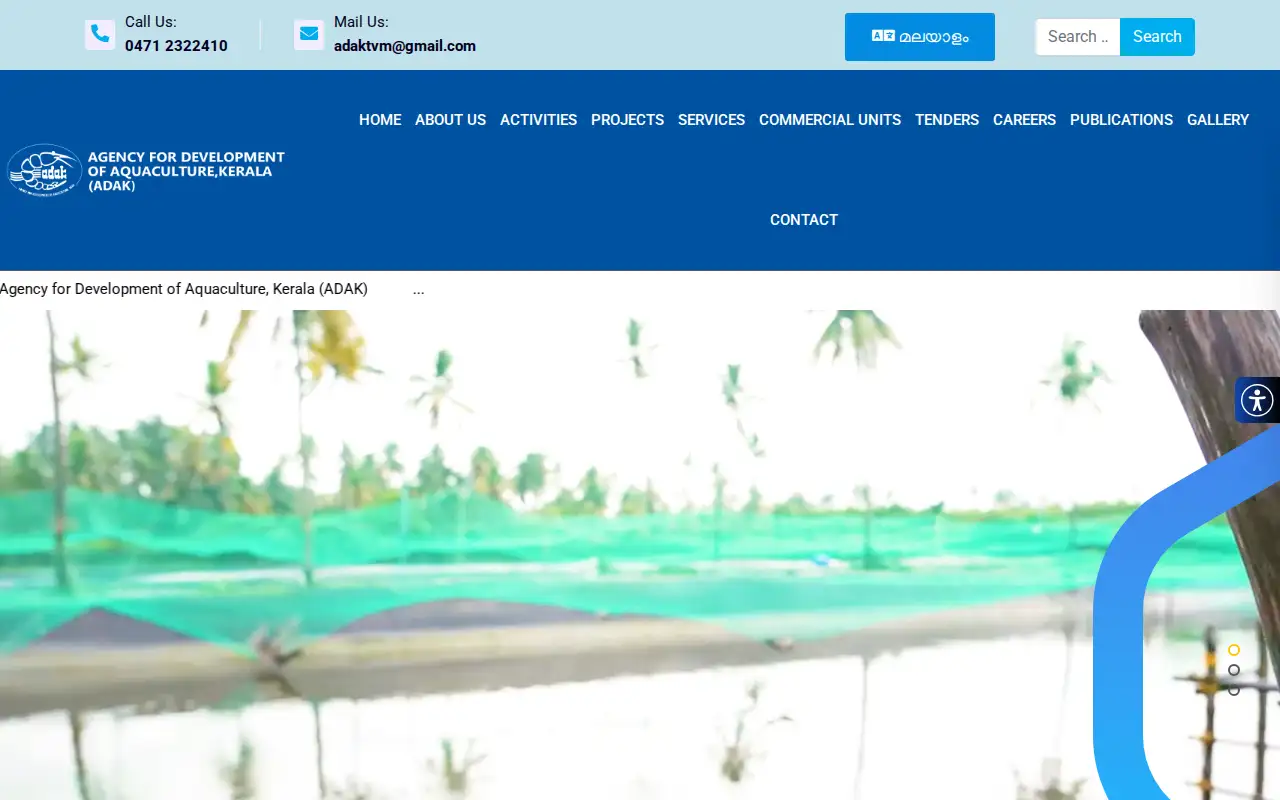 Call Us:
0471 2322410
Mail Us:
adaktvm@gmail.com
മലയാളം
Search ..
Search
HOME ABOUT US ACTIVITIES PROJECTS SERVICES COMMERCIAL UNITS TENDERS CAREERS PUBLICATIONS GALLERY
CONTACT
adak
AGENCY FOR DEVELOPMENT
OF AQUACULTURE,KERALA
(ADAK)
Agency for Development of Aquaculture, Kerala (ADAK) ...